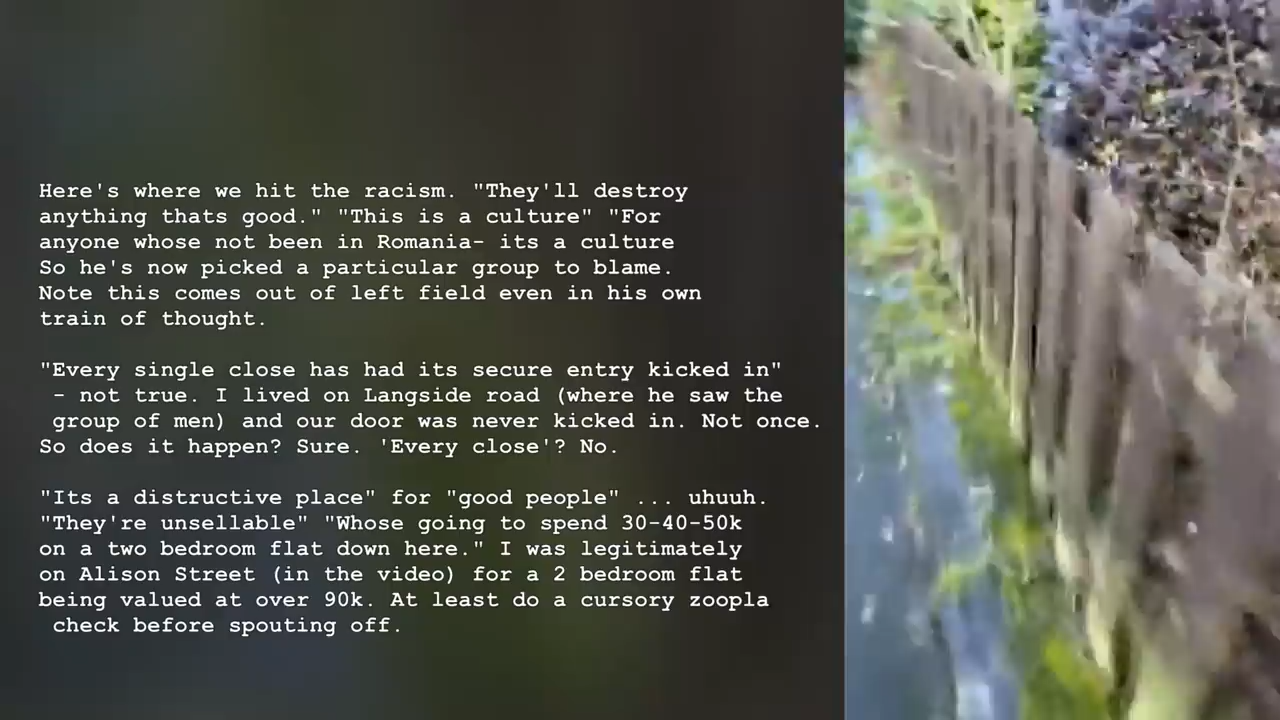 Here's where we hit the racism. "They'll destroy
anything thats good." "This is a culture" "For
anyone whose not been in Romania- its a culture
So he's now picked a particular group to blame.
Note this comes out of left field even in his own
train of thought.
"Every single close has had its secure entry kicked in"
- not true. I lived on Langside road (where he saw the
group of men) and our door was never kicked in. Not once.
So does it happen? Sure. 'Every close'? No.
"Its a distructive place" for "good people" ... uhuuh.
"They're unsellable" "Whose going to spend 30-40-50k
on a two bedroom flat down here." I was legitimately
on Alison Street (in the video) for a 2 bedroom flat
being valued at over 90k. At least do a cursory zoopla
check before spouting off.